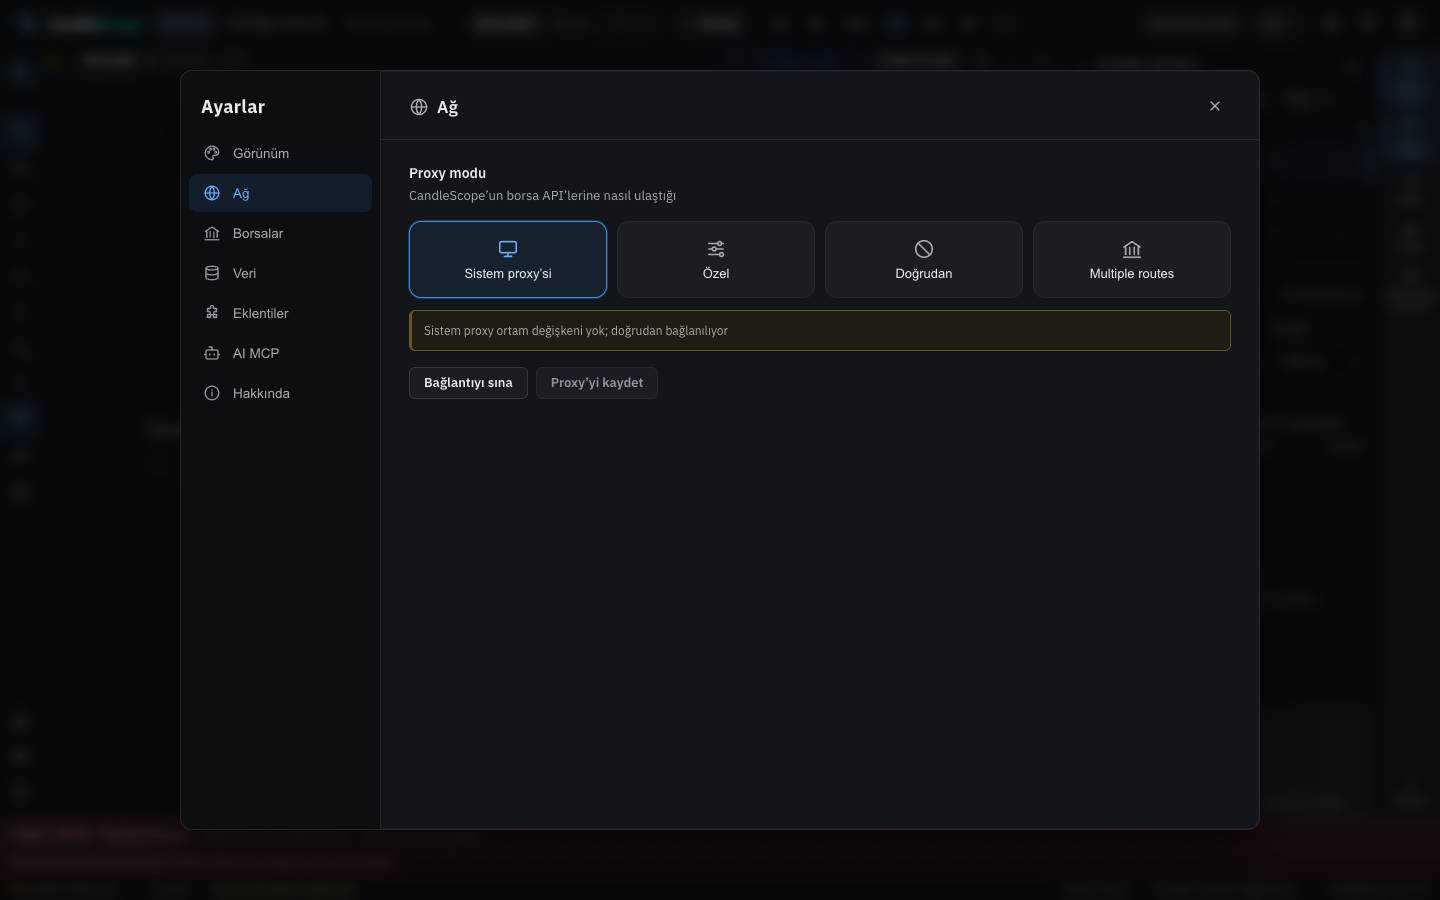 Ayarlar
Görünüm
Ağ
Borsalar
Veri
Eklentiler
AI MCP
Hakkında
Ağ
Proxy modu
CandleScope’un borsa API’lerine nasıl ulaştığı
Sistem proxy’si
Özel
Doğrudan
Multiple routes
Sistem proxy ortam değişkeni yok; doğrudan bağlanılıyor
Bağlantıyı sına
Proxy’yi kaydet